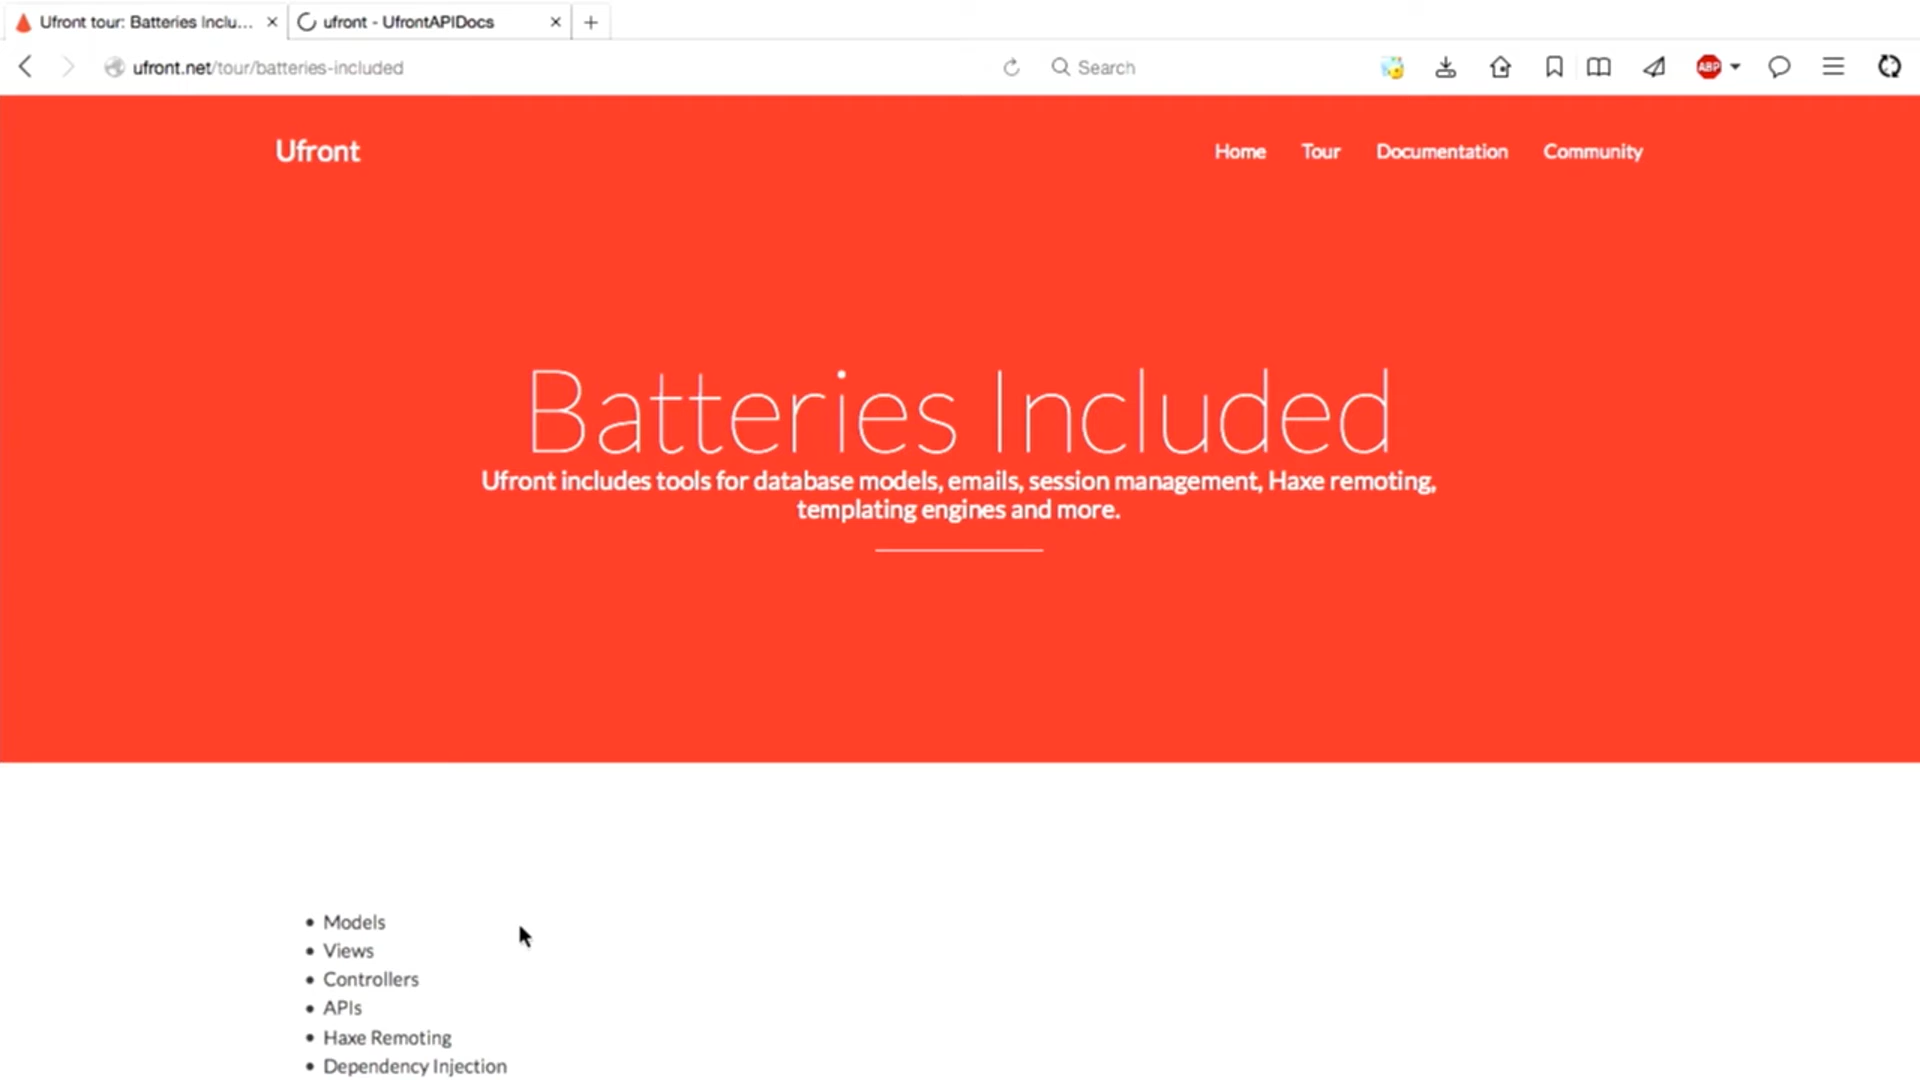 Ufront tour: Batteries Inclu...
ufront - UfrontAPIDocs
ufront.net/tour/batteries-included
Search
ABP
Ufront
Home
Tour
Documentation
Community
Batteries Included
Ufront includes tools for database models, emails, session management, Haxe remoting,
templating engines and more.
Models
Views
Controllers
APIs
Haxe Remoting
Dependency Injection